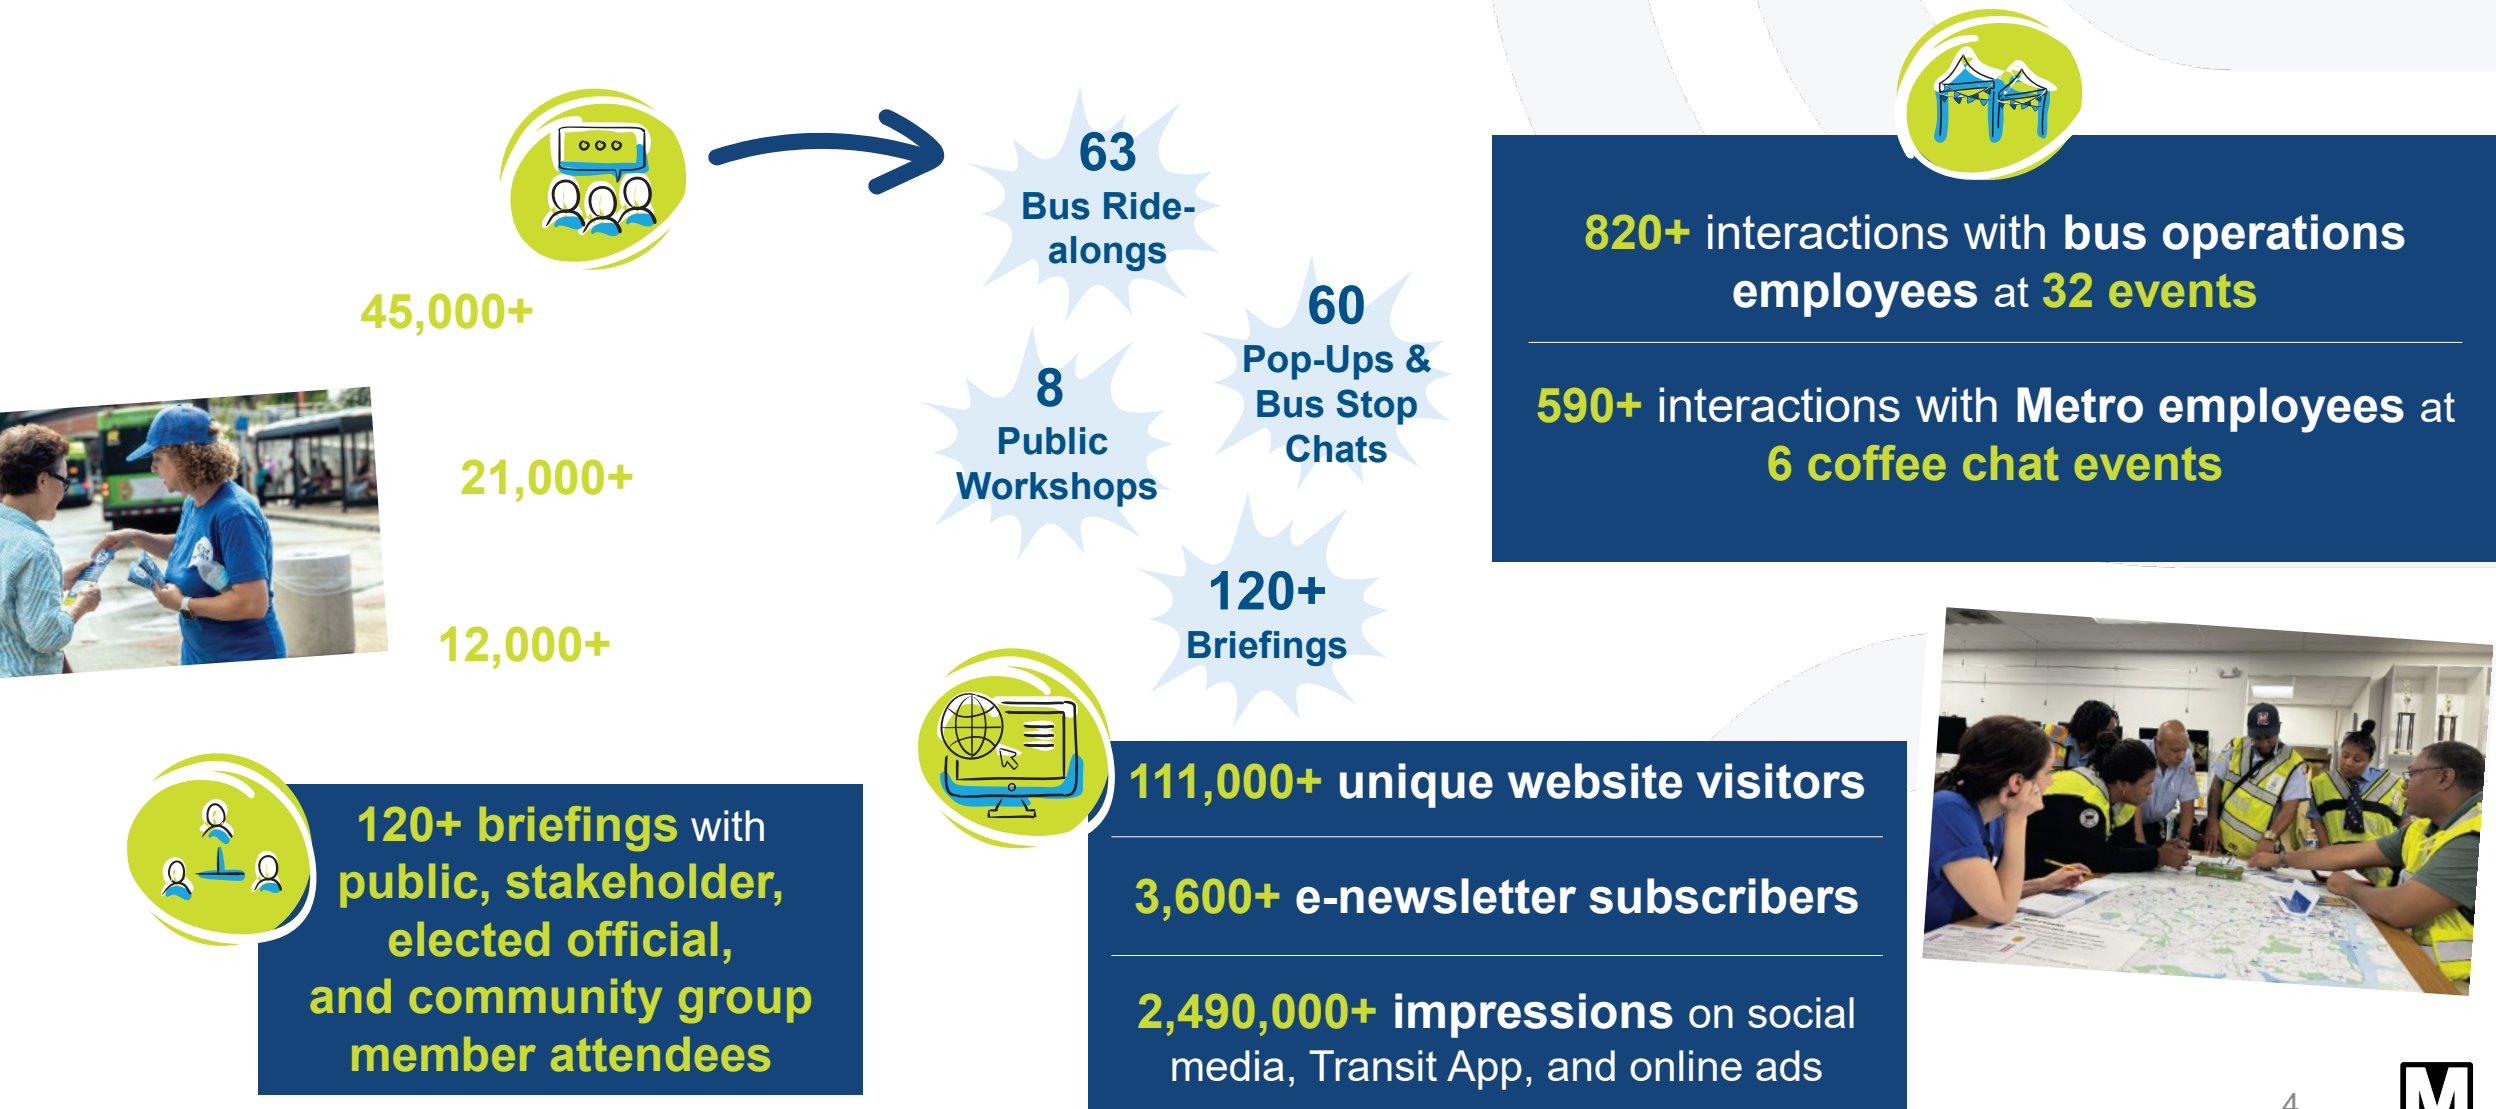 45,000+
21,000+
12,000+
63
Bus Ride-
alongs
60
Pop-Ups &
Bus Stop
Chats
8
Public
Workshops
120+
Briefings
820+ interactions with bus operations
employees at 32 events
590+ interactions with Metro employees at
6 coffee chat events
120+ briefings with
public, stakeholder,
elected official,
and community group
member attendees
111,000+ unique website visitors
3,600+ e-newsletter subscribers
2,490,000+ impressions on social
media, Transit App, and online ads
4
M